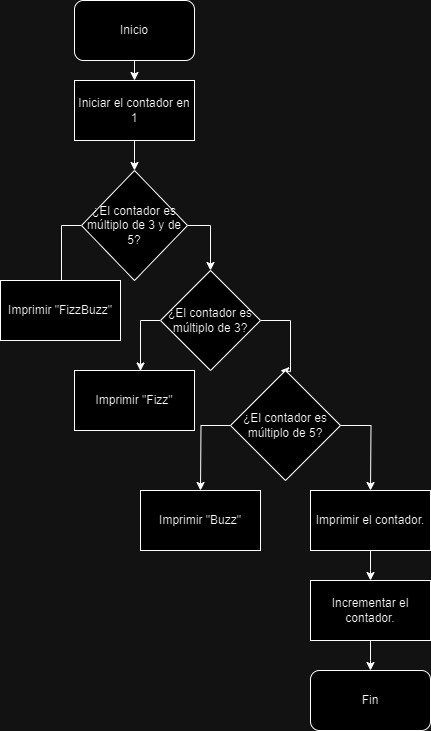 Inicio
Iniciar el contador en
1
¿El contador es
múltiplo de 3 y de
5?
Imprimir "FizzBuzz"
¿El contador es
múltiplo de 3?
Imprimir "Fizz"
¿El contador es
múltiplo de 5?
Imprimir "Buzz"
Imprimir el contador.
Incrementar el
contador.
Fin